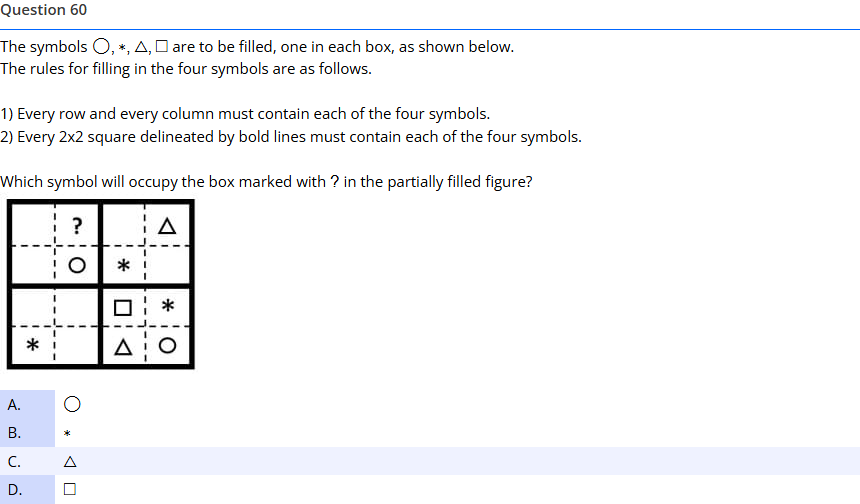 Question 60
The symbols ◯, *, △, □ are to be filled, one in each box, as shown below.
The rules for filling in the four symbols are as follows.
1) Every row and every column must contain each of the four symbols.
2) Every 2x2 square delineated by bold lines must contain each of the four symbols.
Which symbol will occupy the box marked with ? in the partially filled figure?
? △
◯ *
□ *
* △ ◯
A. ◯
B. *
C. △
D. □